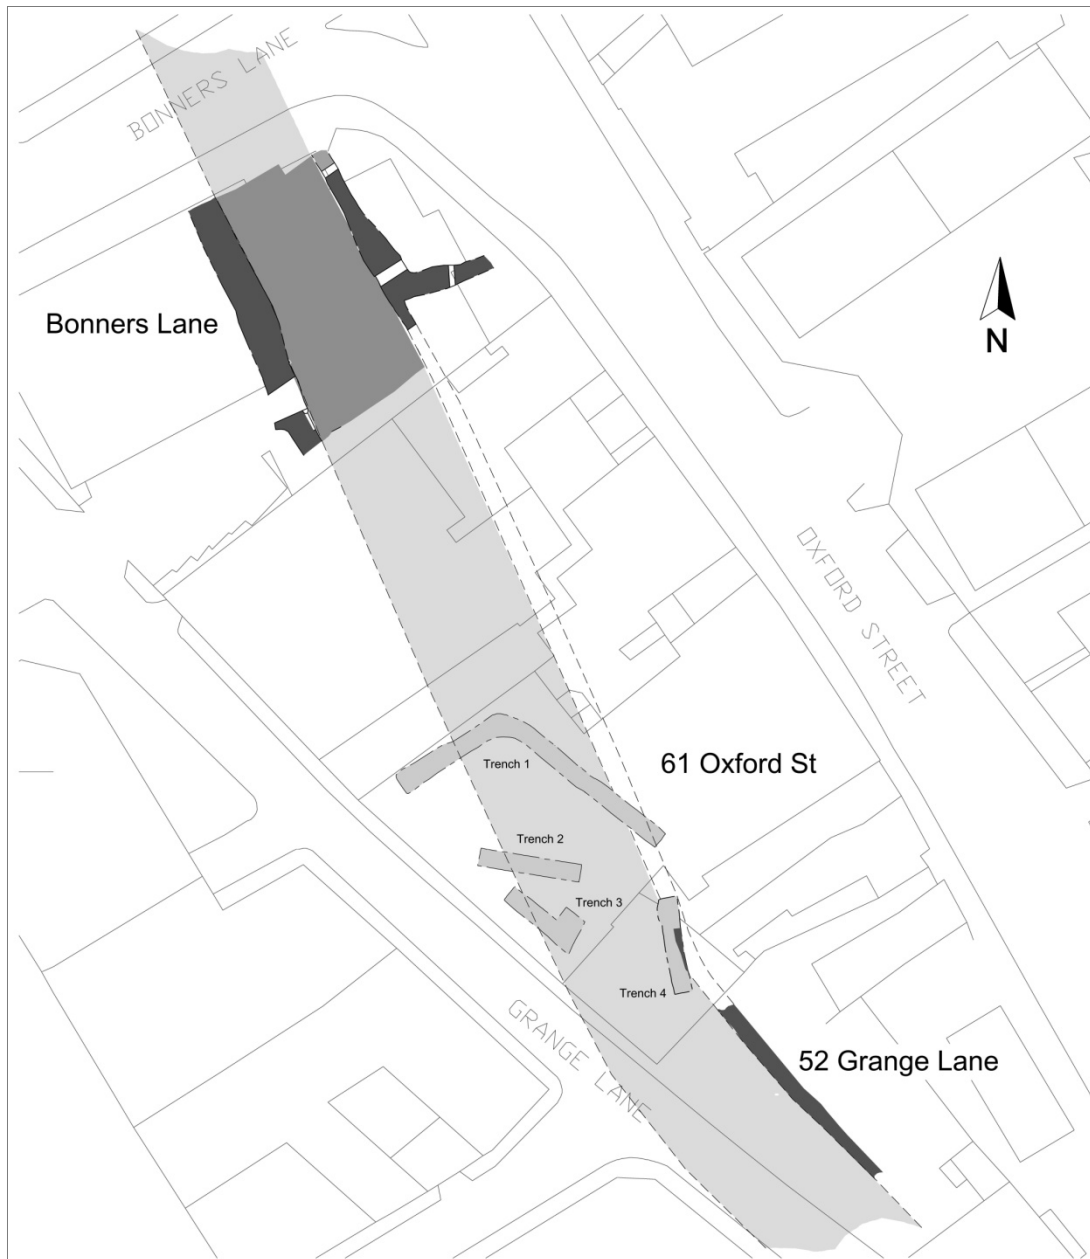 BONNERS LANE
Bonners Lane
N
OXFORD STREET
61 Oxford St
Trench 1
Trench 2
Trench 3
Trench 4
GRANGE LANE
52 Grange Lane